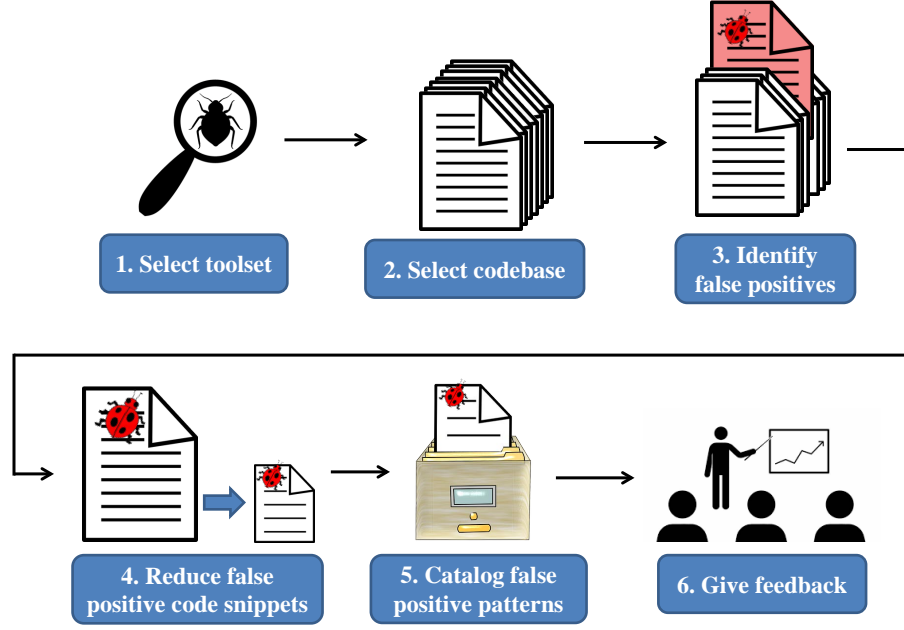 1. Select toolset
2. Select codebase
3. Identify
false positives
4. Reduce false
positive code snippets
5. Catalog false
positive patterns
6. Give feedback